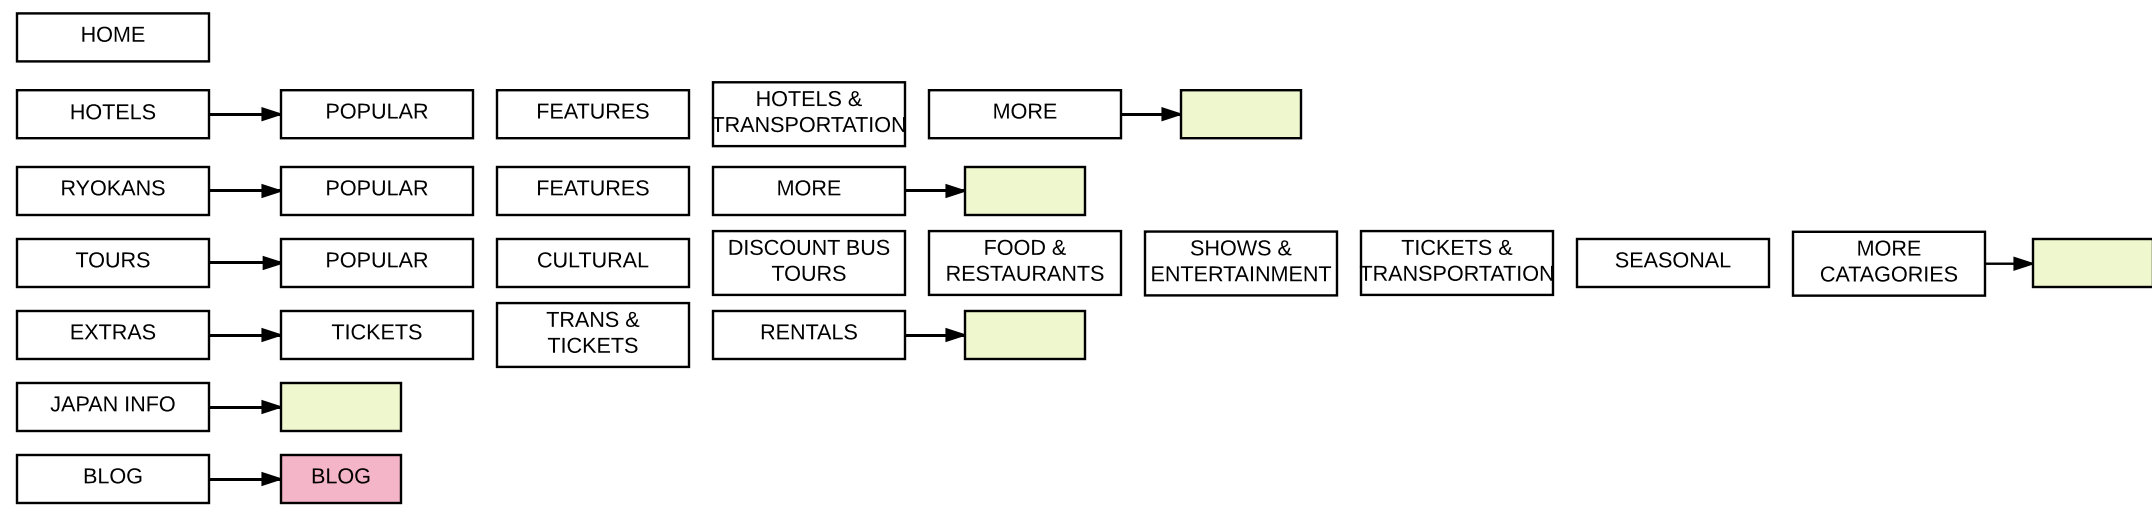 HOME
HOTELS
POPULAR
FEATURES
HOTELS &
TRANSPORTATION
MORE
RYOKANS
POPULAR
FEATURES
MORE
TOURS
POPULAR
CULTURAL
DISCOUNT BUS
TOURS
FOOD &
RESTAURANTS
SHOWS &
ENTERTAINMENT
TICKETS &
TRANSPORTATION
SEASONAL
MORE
CATAGORIES
EXTRAS
TICKETS
TRANS &
TICKETS
RENTALS
JAPAN INFO
BLOG
BLOG